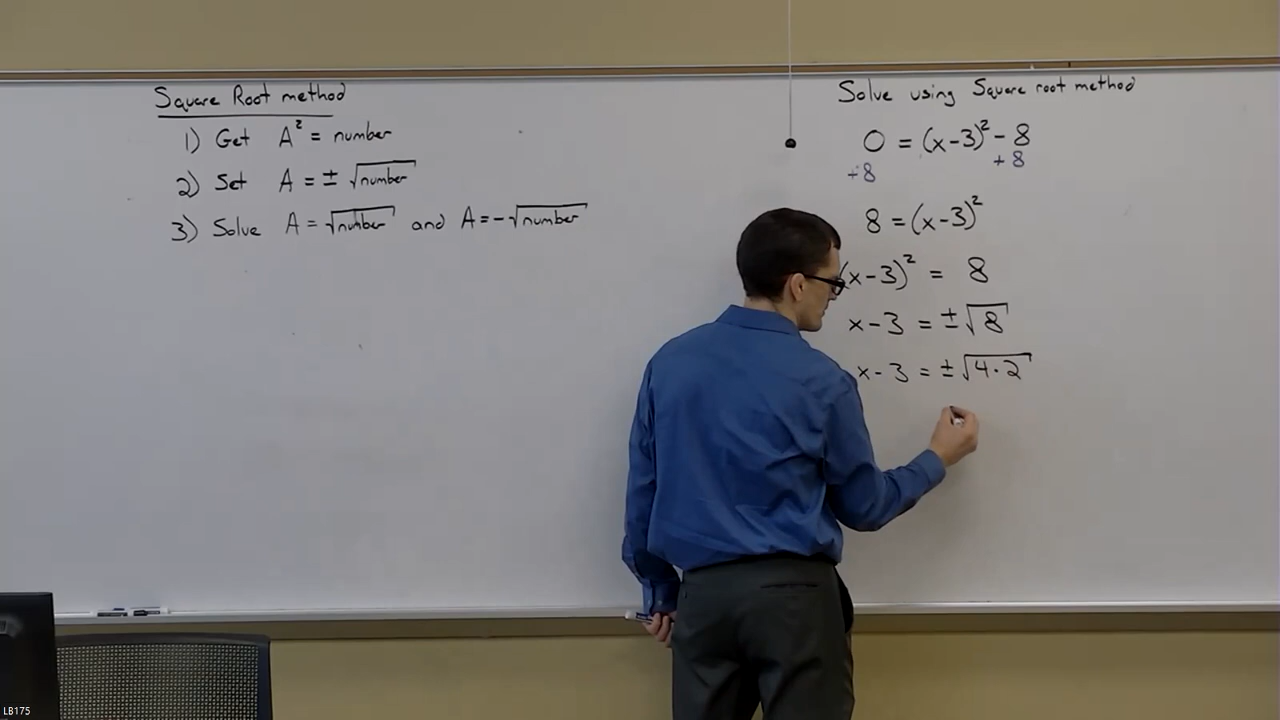 Square Root method
1) Get A² = number
2) Set A = ± √number
3) Solve A = √number and A = -√number
Solve using Square root method
0 = (x-3)² - 8
+8 +8
8 = (x-3)²
(x-3)² = 8
x-3 = ±√8
x-3 = ±√4·2
LB175